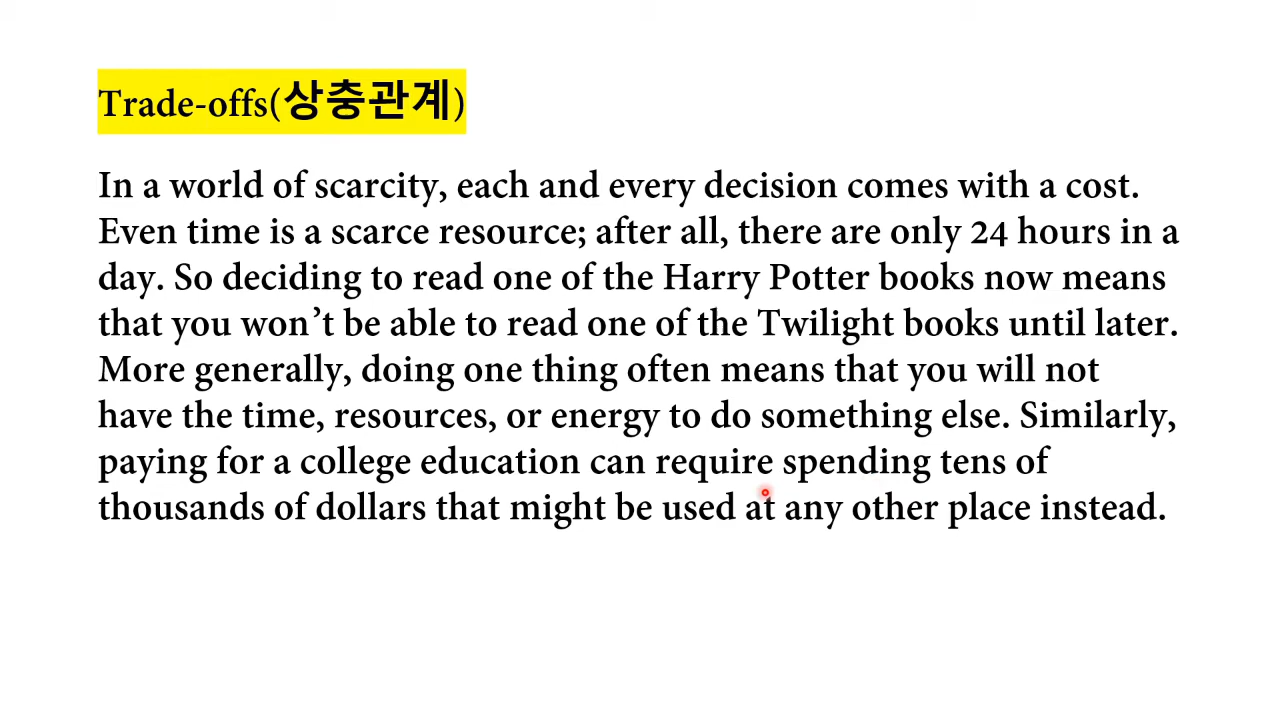 Trade-offs(상충관계)
In a world of scarcity, each and every decision comes with a cost.
Even time is a scarce resource; after all, there are only 24 hours in a
day. So deciding to read one of the Harry Potter books now means
that you won’t be able to read one of the Twilight books until later.
More generally, doing one thing often means that you will not
have the time, resources, or energy to do something else. Similarly,
paying for a college education can require spending tens of
thousands of dollars that might be used at any other place instead.